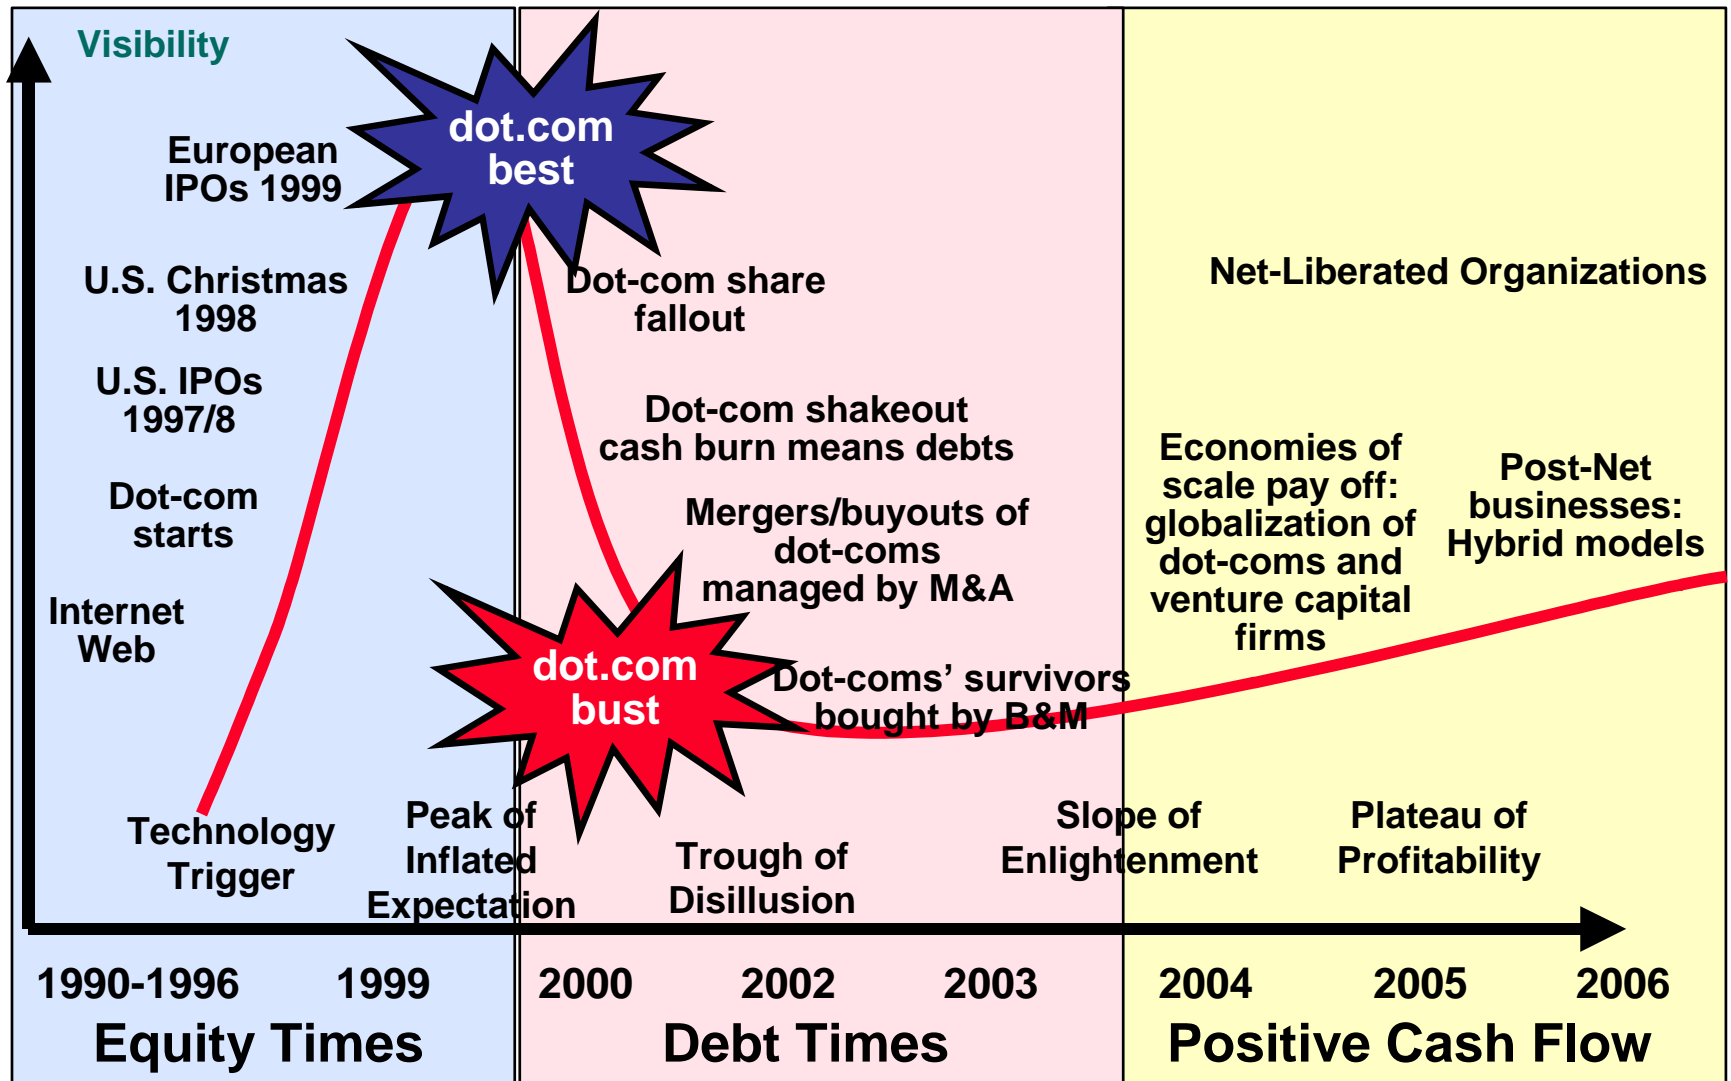 Visibility
dot.com
best
European
IPOs 1999
U.S. Christmas
1998
U.S. IPOs
1997/8
Dot-com
starts
Internet
Web
Dot-com share
fallout
Dot-com shakeout
cash burn means debts
Mergers/buyouts of
dot-coms
managed by M&A
dot.com
bust
Dot-coms’ survivors
bought by B&M
Net-Liberated Organizations
Economies of
scale pay off:
globalization of
dot-coms and
venture capital
firms
Post-Net
businesses:
Hybrid models
Technology
Trigger
Peak of
Inflated
Expectation
Trough of
Disillusion
Slope of
Enlightenment
Plateau of
Profitability
1990-1996 1999 2000 2002 2003 2004 2005 2006
Equity Times Debt Times Positive Cash Flow